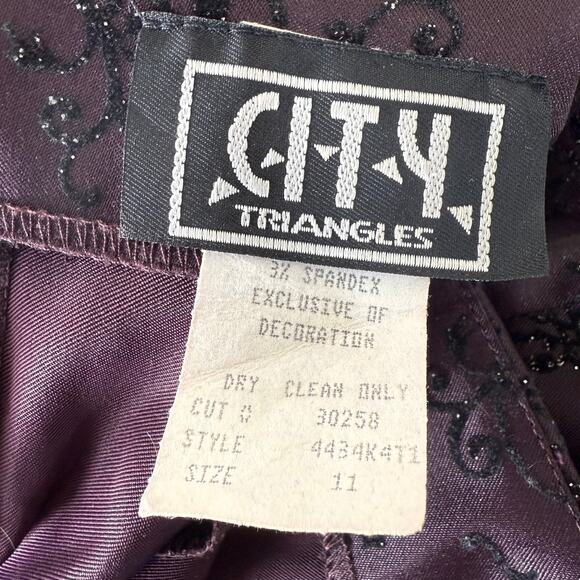 CITY
TRIANGLES
3% SPANDEX
EXCLUSIVE OF
DECORATION
DRY CLEAN ONLY
CUT # 30258
STYLE 4434K4T1
SIZE 11